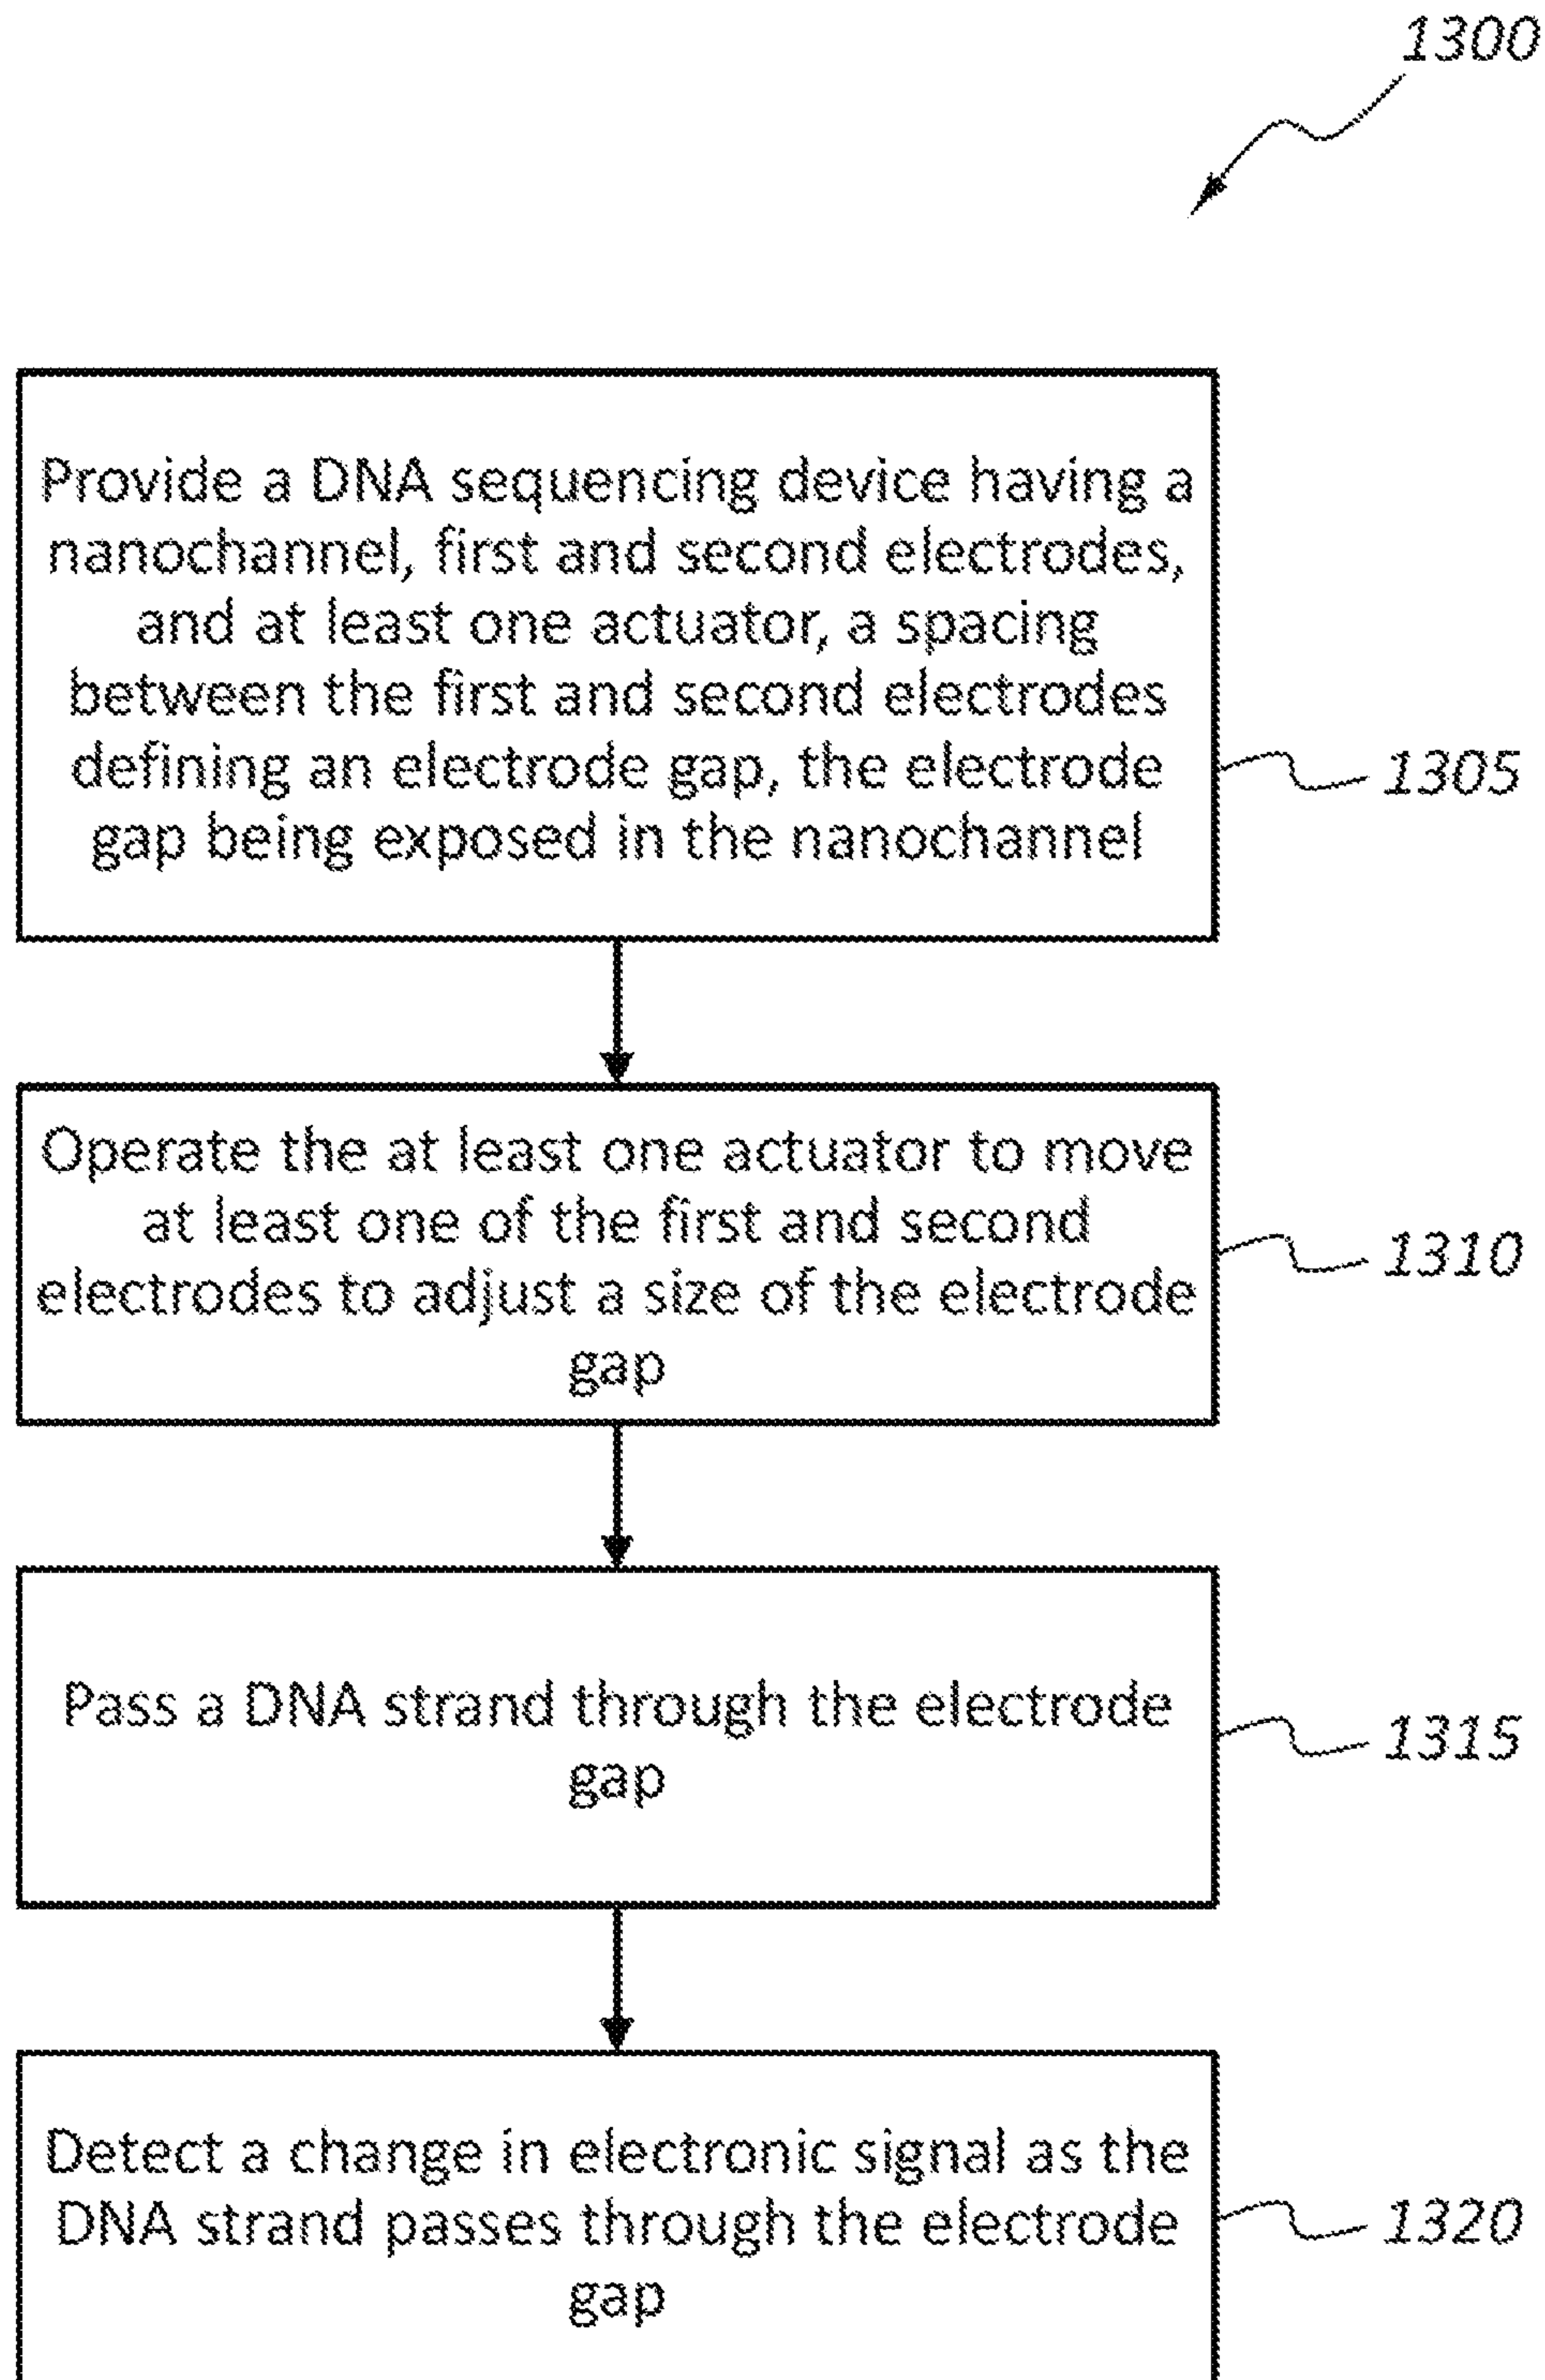 1300
Provide a DNA sequencing device having a
nanochannel, first and second electrodes,
and at least one actuator, a spacing
between the first and second electrodes
defining an electrode gap, the electrode
gap being exposed in the nanochannel
1305
Operate the at least one actuator to move
at least one of the first and second
electrodes to adjust a size of the electrode
gap
1310
Pass a DNA strand through the electrode
gap
1315
Detect a change in electronic signal as the
DNA strand passes through the electrode
gap
1320